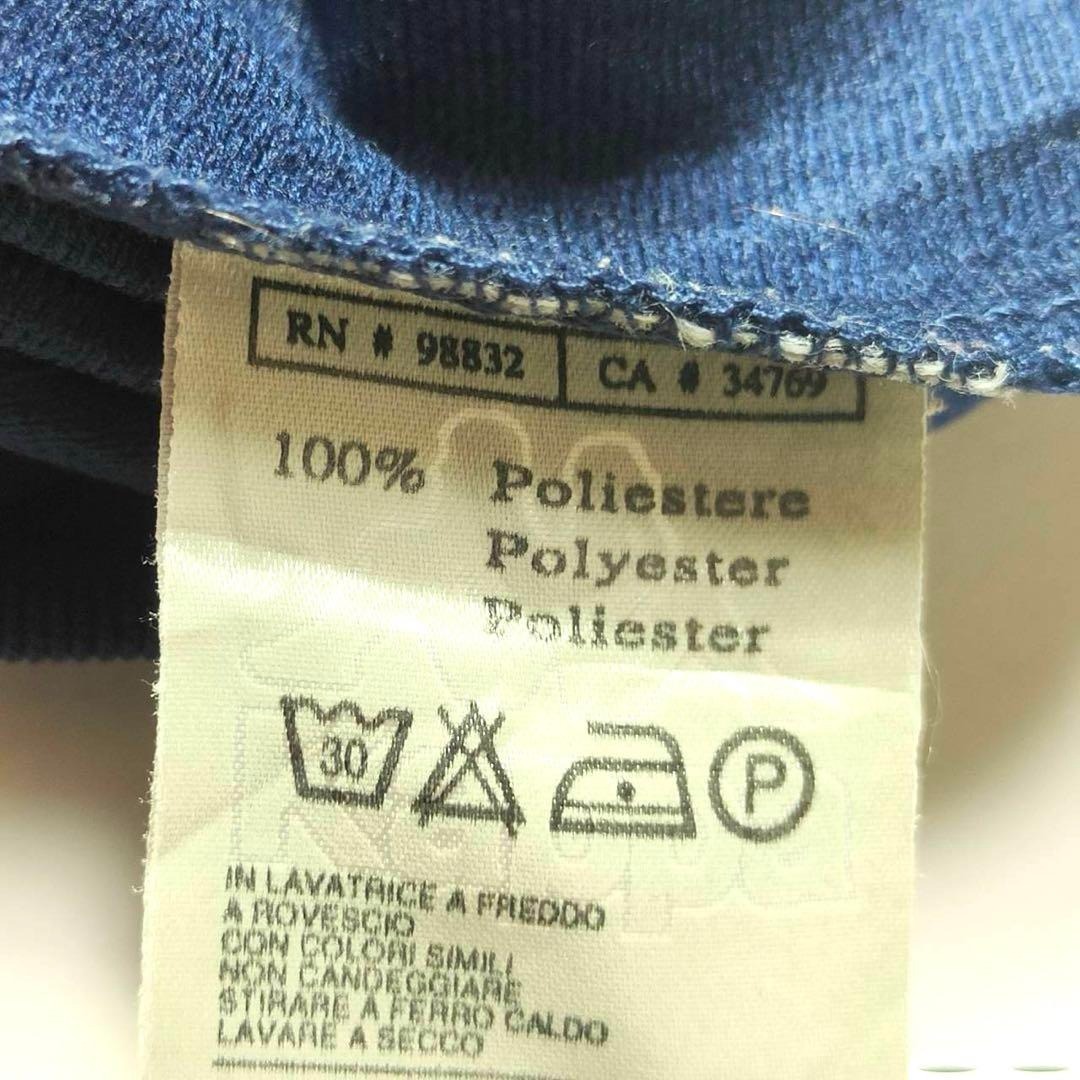 RN # 98832 CA # 34769
100% Poliestere
Polyester
Poliester
30 P
IN LAVATRICE A FREDDO
A ROVESCIO
CON COLORI SIMILI
NON CANDEGGIARE
STIRARE A FERRO CALDO
LAVARE A SECCO
Kappa